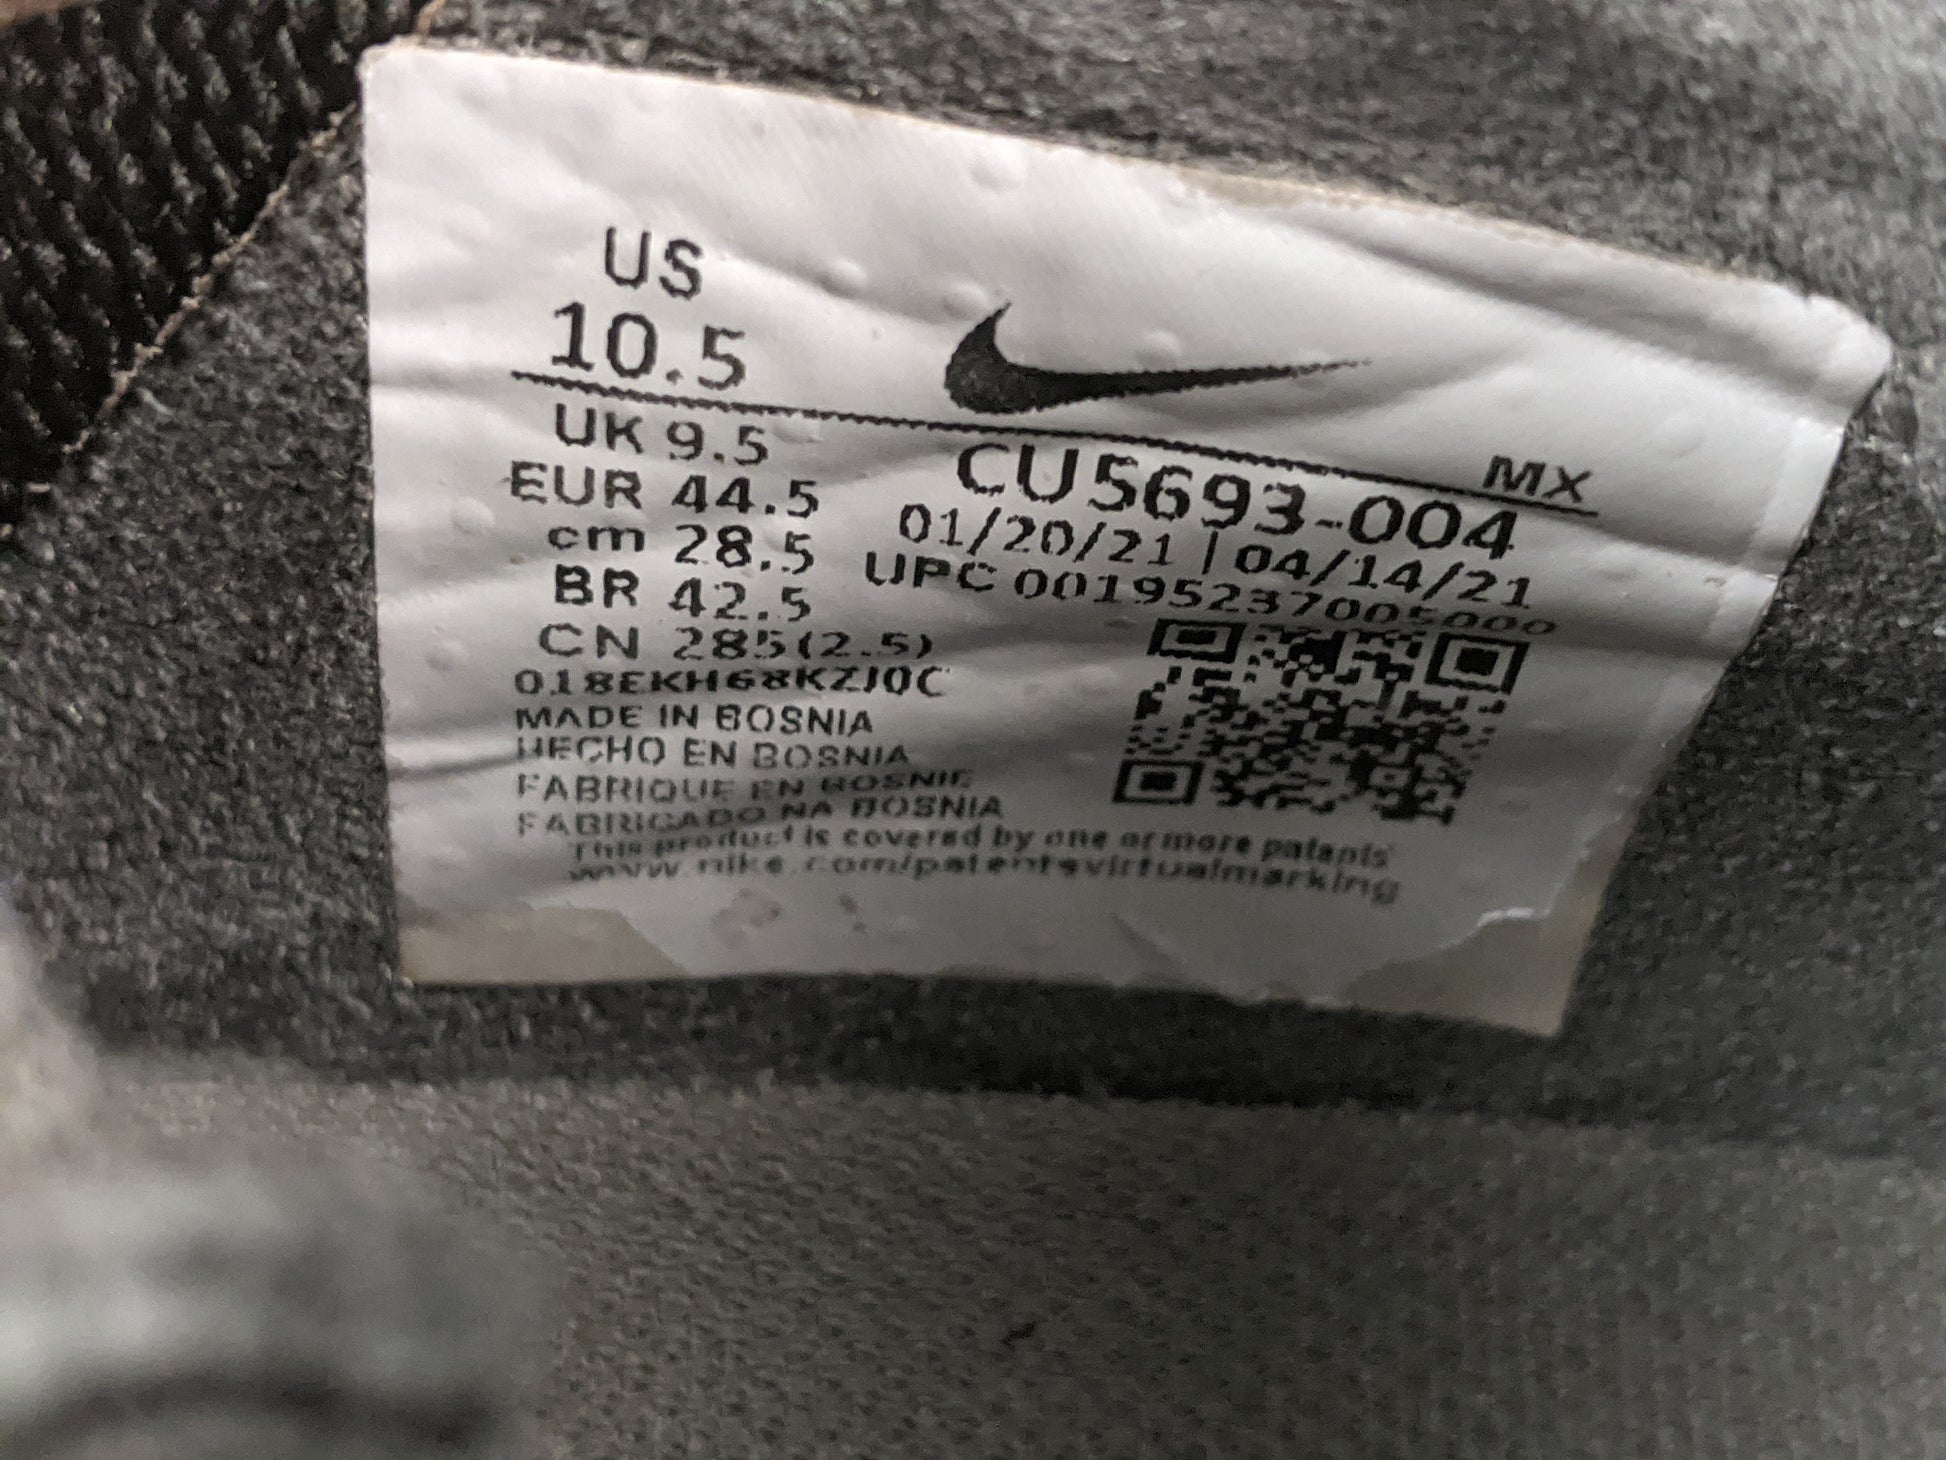 US
10.5
UK 9.5
EUR 44.5
cm 28.5
BR 42.5
CN 285(2.5)
MX
CU5693-004
01/20/21 | 04/14/21
UPC 00195237005000
018EKH68KZJ0C
MADE IN BOSNIA
HECHO EN BOSNIA
FABRIQUE EN BOSNIE
FABRICADO NA BOSNIA
This product is covered by one or more patents
www.nike.com/patentsvirtualmarking